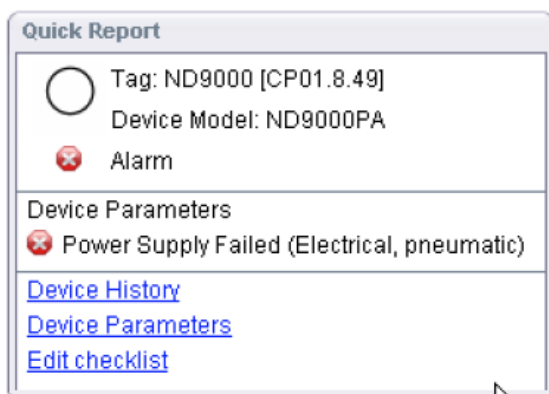 Quick Report
Tag: ND9000 [CP01.8.49]
Device Model: ND9000PA
Alarm
Device Parameters
Power Supply Failed (Electrical, pneumatic)
Device History
Device Parameters
Edit checklist